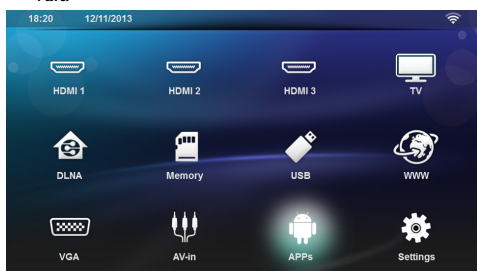 18:20 12/11/2013
HDMI 1 HDMI 2 HDMI 3 TV
DLNA Memory USB WWW
VGA AV-in APPs Settings